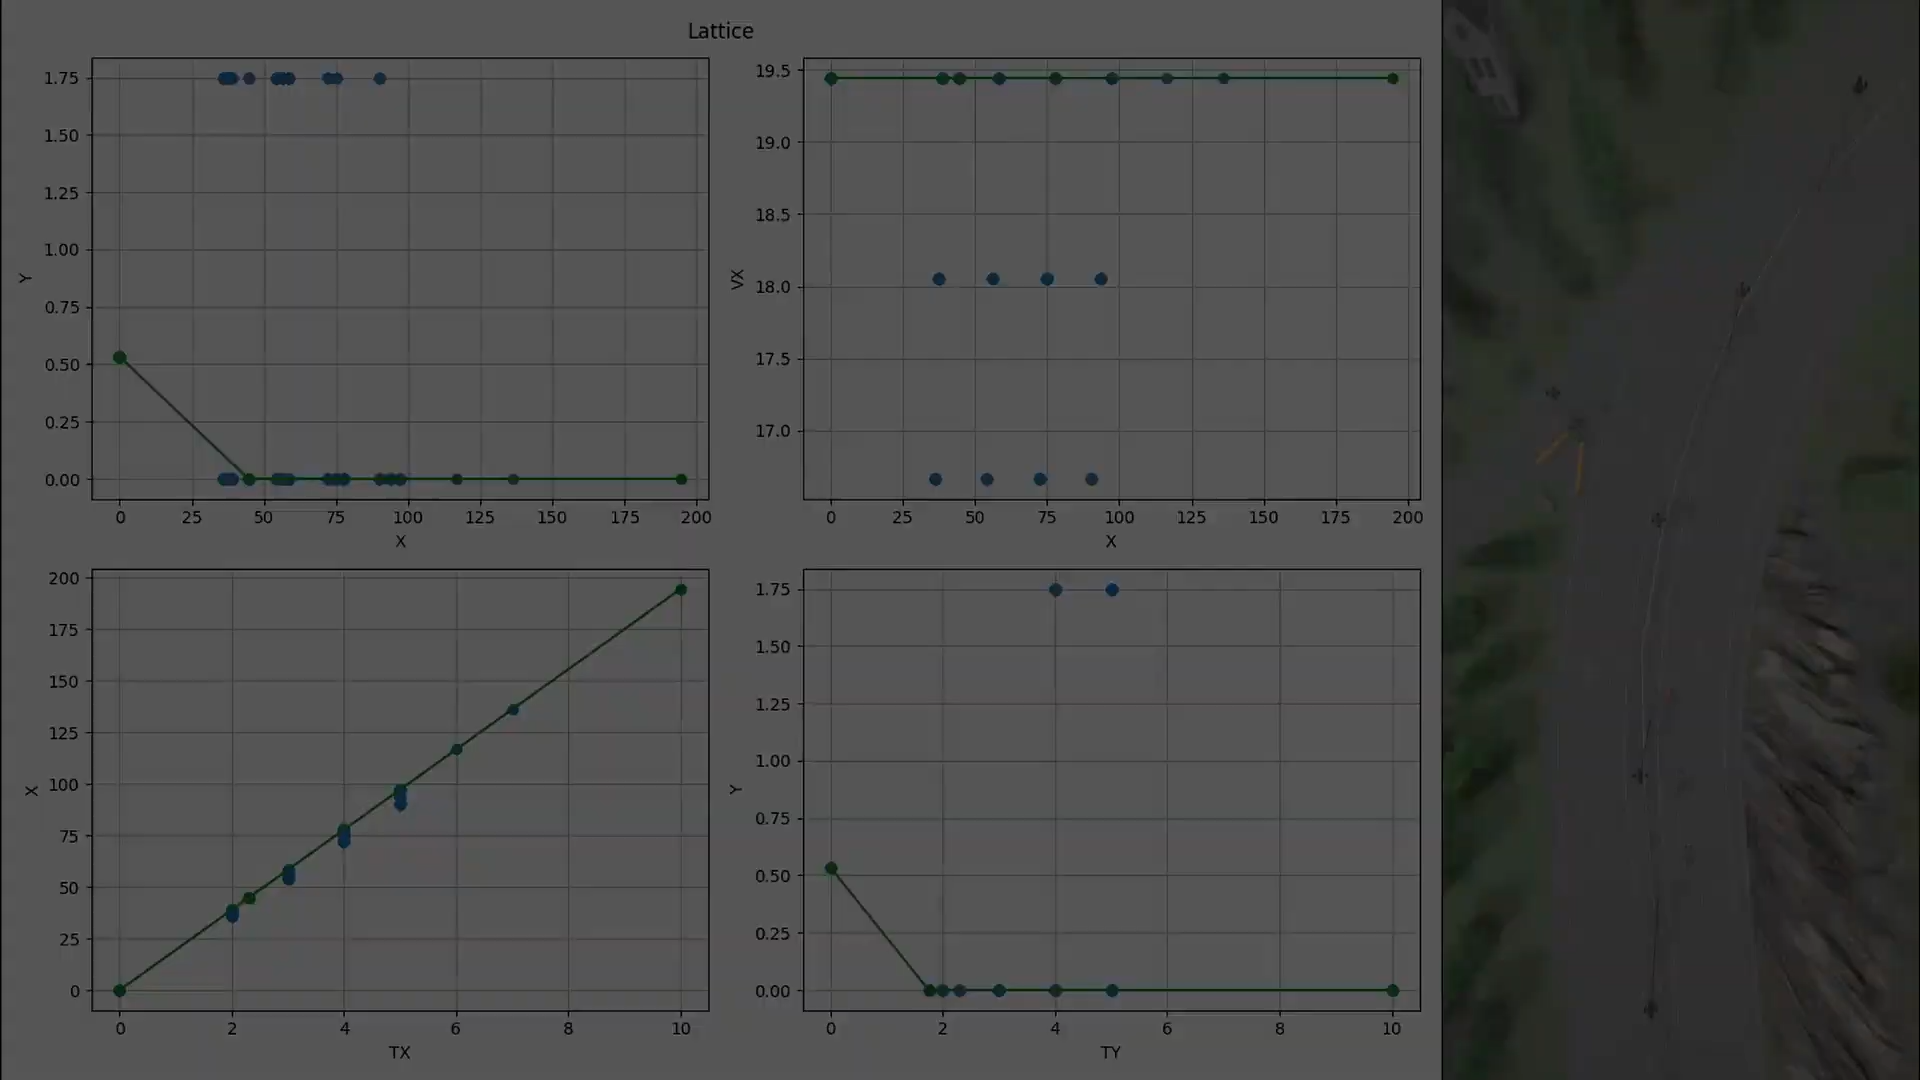 Lattice
1.75
1.50
1.25
1.00
0.75
0.50
0.25
0.00
Y
0 25 50 75 100 125 150 175 200
X
19.5
19.0
18.5
18.0
17.5
17.0
VX
0 25 50 75 100 125 150 175 200
X
200
175
150
125
100
75
50
25
0
X
0 2 4 6 8 10
TX
1.75
1.50
1.25
1.00
0.75
0.50
0.25
0.00
Y
0 2 4 6 8 10
TY